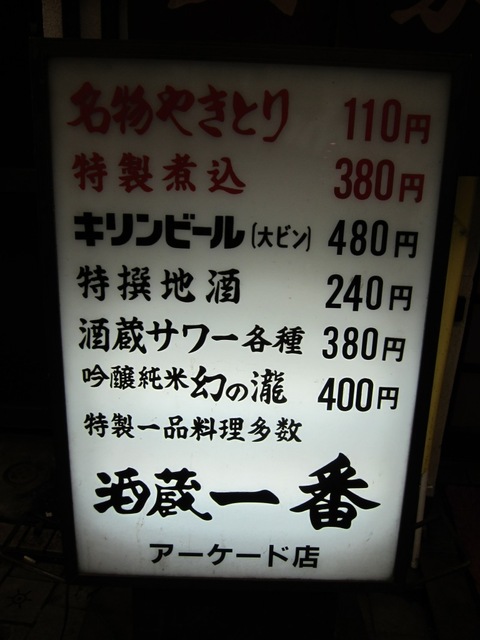 名物やきとり 110円
特製煮込 380円
キリンビール(大ビン) 480円
特撰地酒 240円
酒蔵サワー各種 380円
吟醸純米 幻の瀧 400円
特製一品料理多数
酒蔵一番
アーケード店